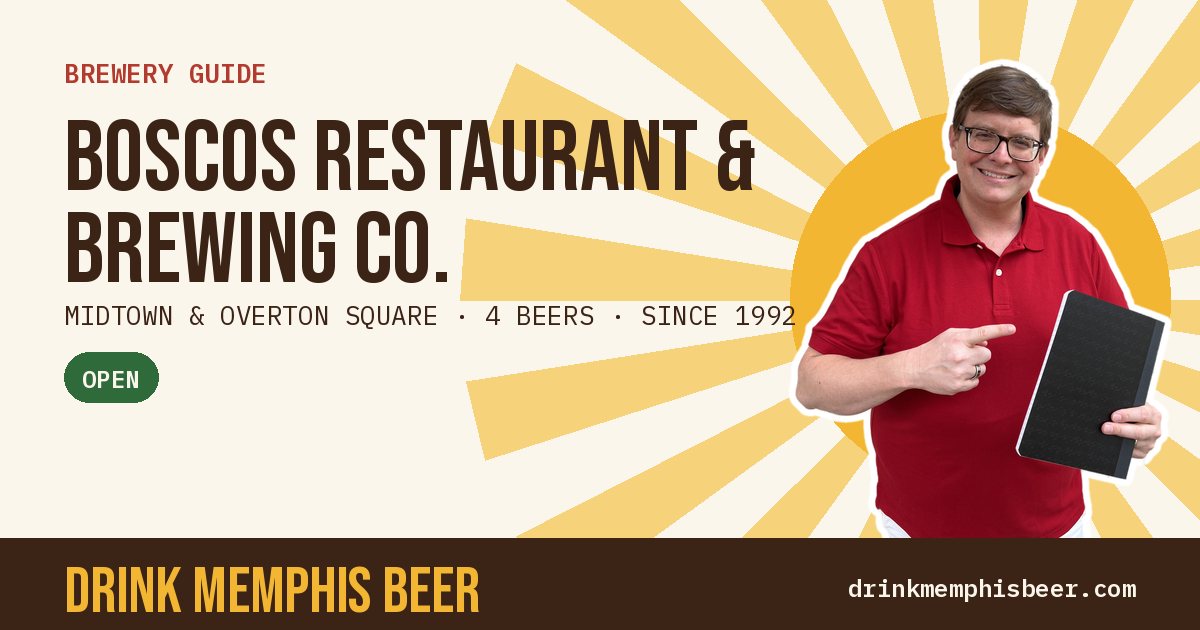 BREWERY GUIDE
BOSCOS RESTAURANT &
BREWING CO.
MIDTOWN & OVERTON SQUARE · 4 BEERS · SINCE 1992
OPEN
DRINK MEMPHIS BEER
drinkmemphisbeer.com